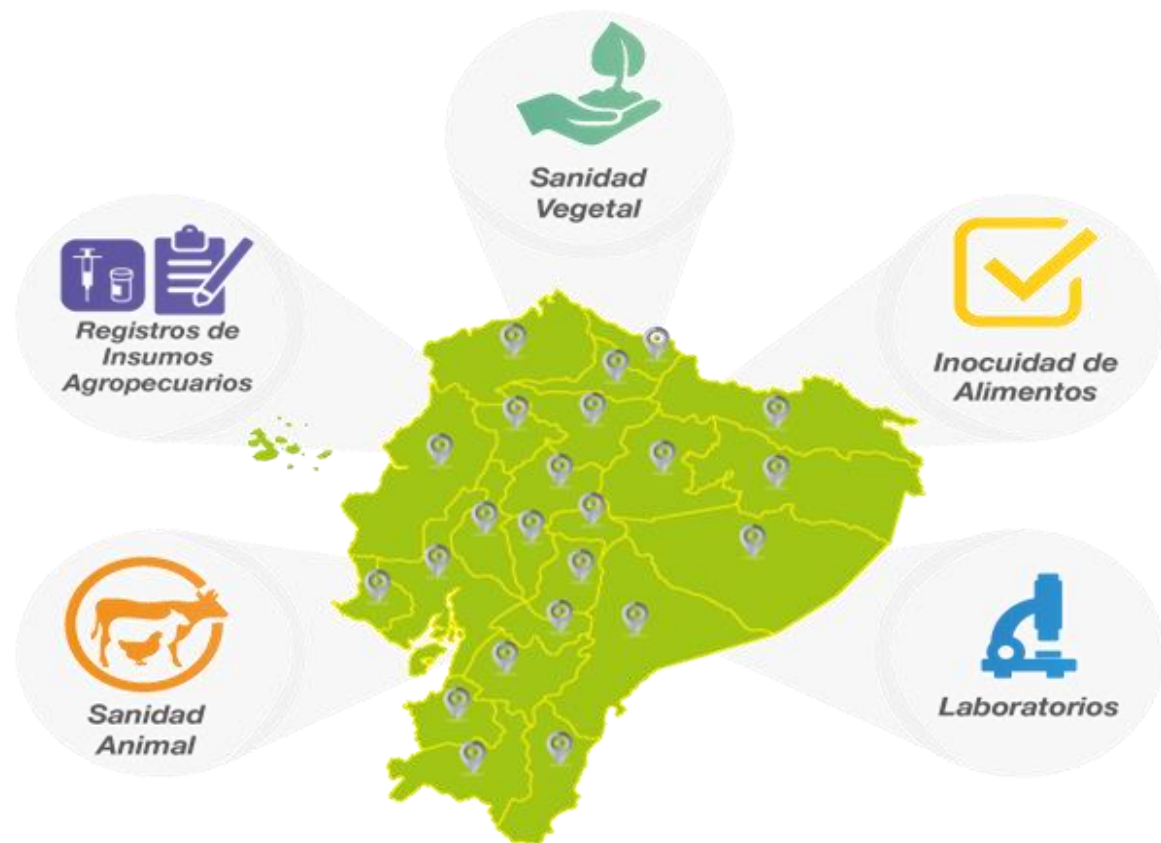 Sanidad
Vegetal
Registros de
Insumos
Agropecuarios
Inocuidad de
Alimentos
Sanidad
Animal
Laboratorios